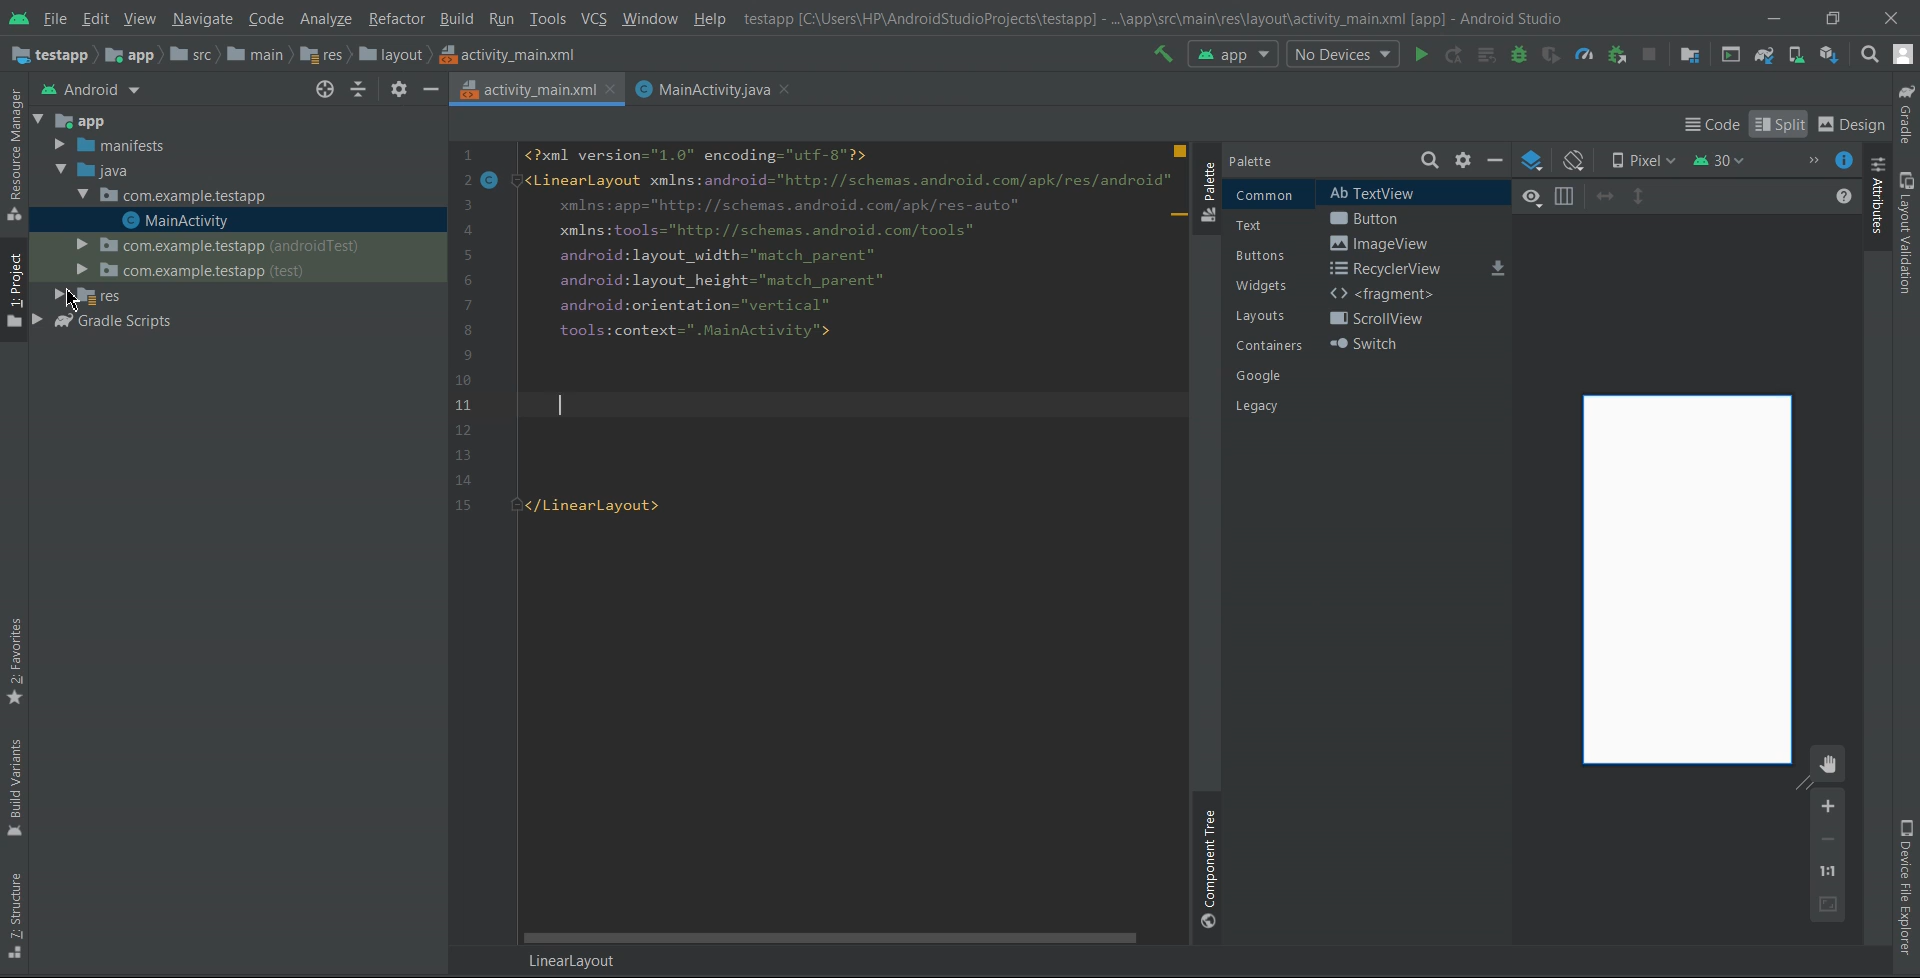 File Edit View Navigate Code Analyze Refactor Build Run Tools VCS Window Help testapp [C:\Users\HP\AndroidStudioProjects\testapp] - ...\app\src\main\res\layout\activity_main.xml [app] - Android Studio
testapp app src main res layout activity_main.xml app No Devices
Android activity_main.xml MainActivity.java
Code Split Design
app
manifests
java
com.example.testapp
MainActivity
com.example.testapp (androidTest)
com.example.testapp (test)
res
Gradle Scripts
1 <?xml version="1.0" encoding="utf-8"?>
2 <LinearLayout xmlns:android="http://schemas.android.com/apk/res/android"
3 xmlns:app="http://schemas.android.com/apk/res-auto"
4 xmlns:tools="http://schemas.android.com/tools"
5 android:layout_width="match_parent"
6 android:layout_height="match_parent"
7 android:orientation="vertical"
8 tools:context=".MainActivity">
9
10
11
12
13
14
15 </LinearLayout>
LinearLayout
Palette
Common
Text
Buttons
Widgets
Layouts
Containers
Google
Legacy
Ab TextView
Button
ImageView
RecyclerView
<fragment>
ScrollView
Switch
Pixel 30
1:1
Resource Manager
1: Project
2: Favorites
Build Variants
7: Structure
Palette
Component Tree
Attributes
Gradle
Layout Validation
Device File Explorer